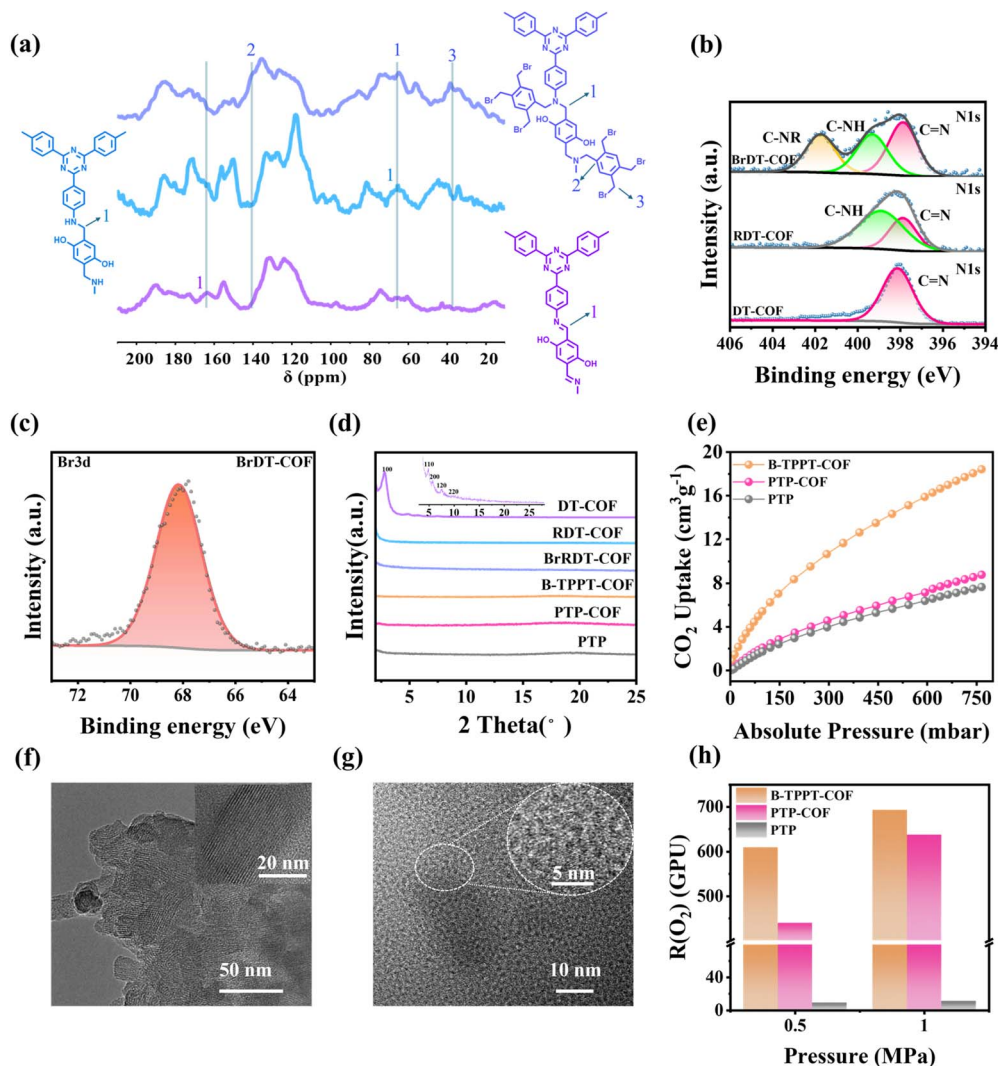 (a)
2
1
3
1
1
1
Br
Br
Br
Br
Br
Br
N
N
N
N
OH
OH
N
1
2
3
N
N
N
HN
1
HO
OH
NH
N
N
N
N
1
HO
OH
N
200 180 160 140 120 100 80 60 40 20
δ (ppm)
(b)
N1s
C-NR
C-NH
C=N
BrDT-COF
N1s
C-NH
C=N
RDT-COF
N1s
C=N
DT-COF
Intensity (a.u.)
406 404 402 400 398 396 394
Binding energy (eV)
(c)
Br3d
BrDT-COF
Intensity (a.u.)
72 70 68 66 64
Binding energy (eV)
(d)
100
110
200
120
220
5 10 15 20 25
DT-COF
RDT-COF
BrRDT-COF
B-TPPT-COF
PTP-COF
PTP
Intensity(a.u.)
5 10 15 20 25
2 Theta(°)
(e)
B-TPPT-COF
PTP-COF
PTP
CO2 Uptake (cm3g-1)
20
16
12
8
4
0
0 150 300 450 600 750
Absolute Pressure (mbar)
(f)
20 nm
50 nm
(g)
5 nm
10 nm
(h)
B-TPPT-COF
PTP-COF
PTP
R(O2) (GPU)
700
600
500
40
0
0.5 1
Pressure (MPa)